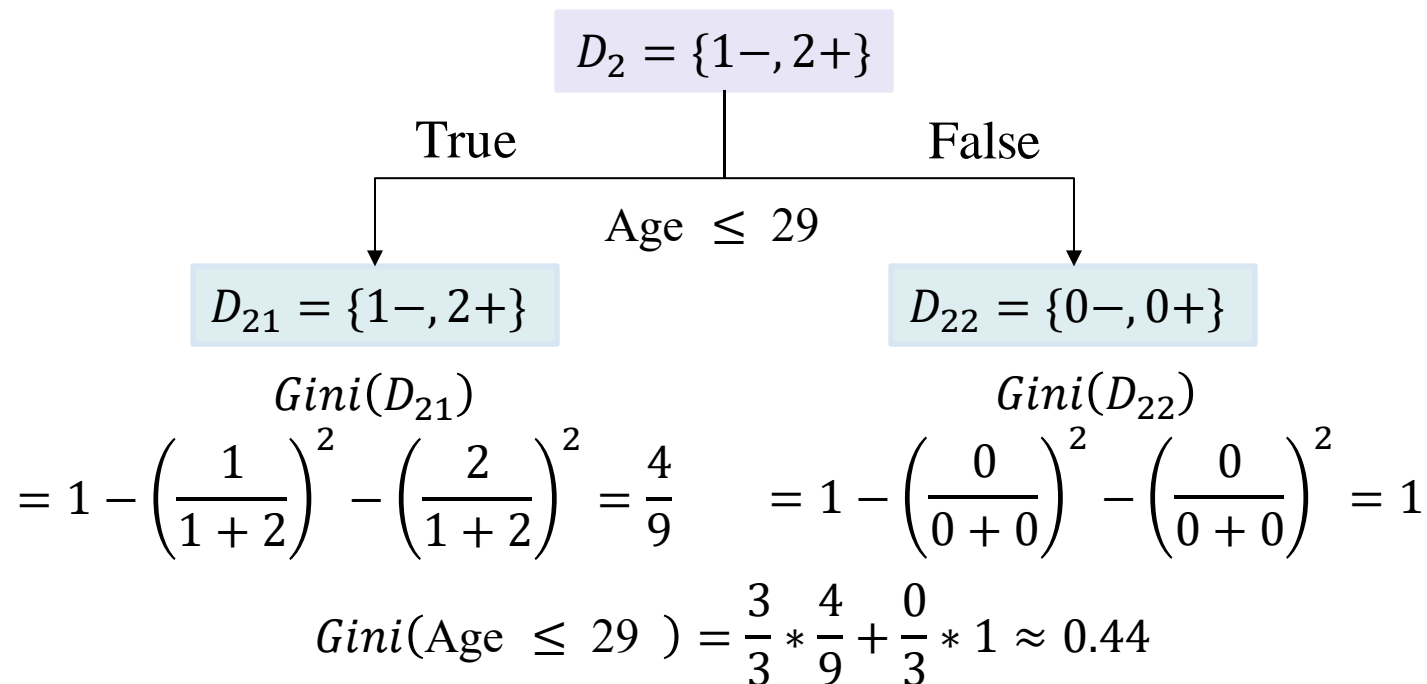 D₂ = {1−, 2+}
True False
Age ≤ 29
D₂₁ = {1−, 2+} D₂₂ = {0−, 0+}
Gini(D₂₁) Gini(D₂₂)
= 1 − (1/(1 + 2))² − (2/(1 + 2))² = 4/9 = 1 − (0/(0 + 0))² − (0/(0 + 0))² = 1
Gini(Age ≤ 29 ) = 3/3 * 4/9 + 0/3 * 1 ≈ 0.44